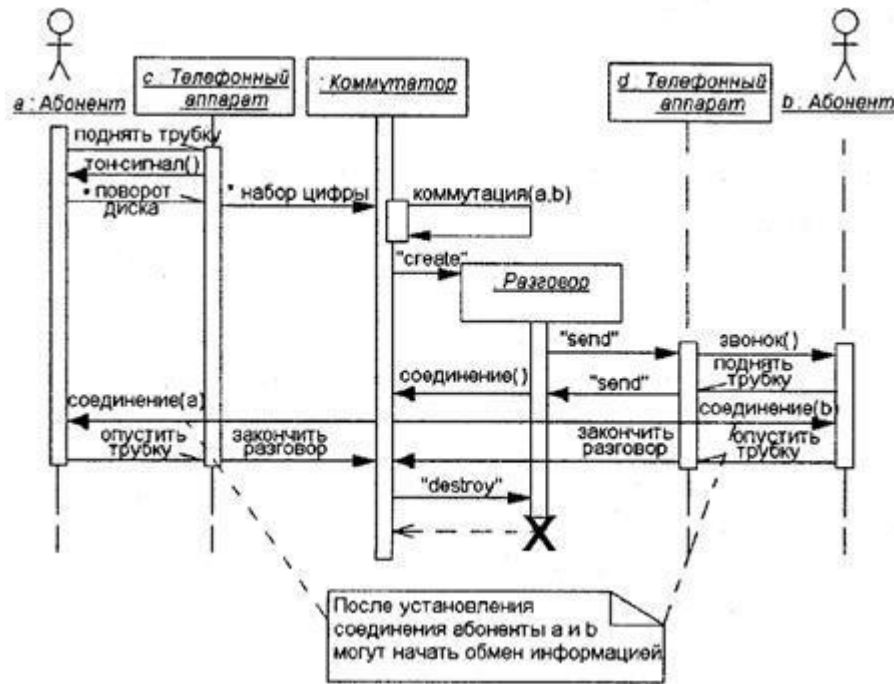 a : Абонент
c : Телефонный
аппарат
: Коммутатор
d : Телефонный
аппарат
b : Абонент
поднять трубку
тон-сигнал()
* поворот
диска
* набор цифры
коммутация(a,b)
"create"
: Разговор
"send"
звонок()
поднять
трубку
"send"
соединение()
соединение(a)
соединение(b)
опустить
трубку
закончить
разговор
закончить
разговор
опустить
трубку
"destroy"
X
После установления
соединения абоненты a и b
могут начать обмен информацией